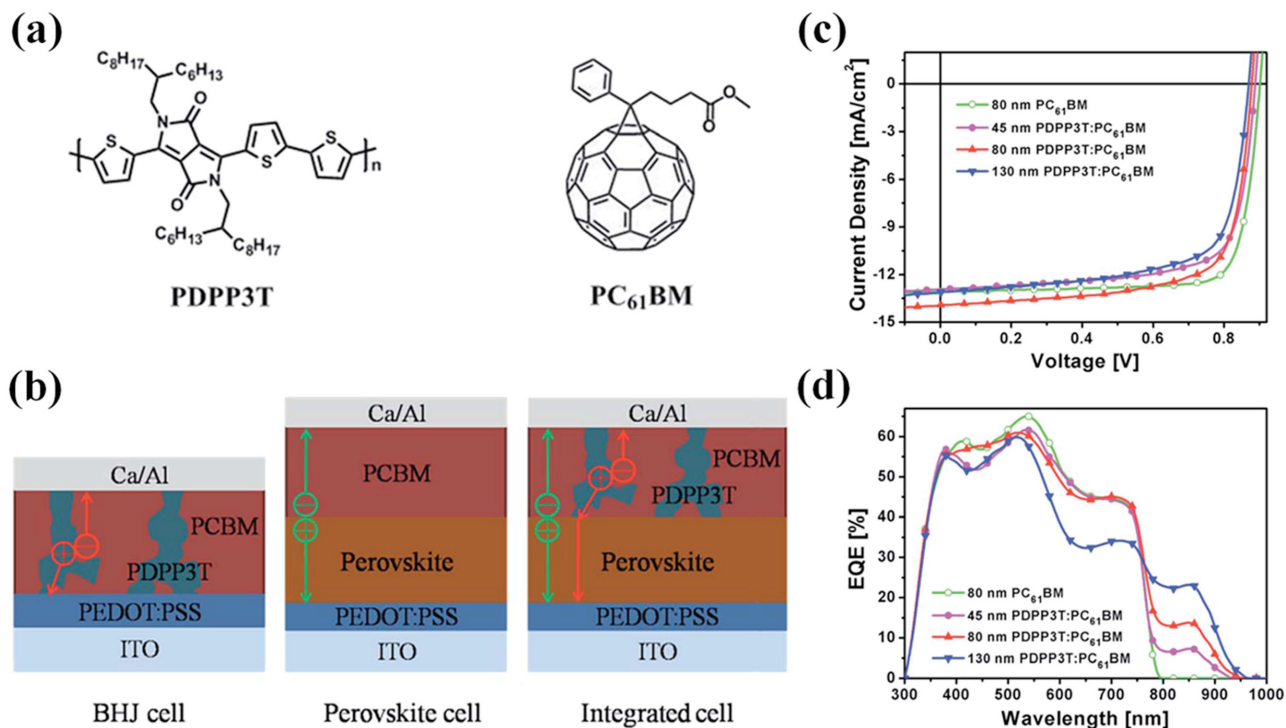 (a)
C₈H₁₇
C₆H₁₃
N
O
S
S
S
n
O
N
C₆H₁₃
C₈H₁₇
PDPP3T
O
O
PC₆₁BM
(b)
Ca/Al
PCBM
PDPP3T
PEDOT:PSS
ITO
BHJ cell
Ca/Al
PCBM
Perovskite
PEDOT:PSS
ITO
Perovskite cell
Ca/Al
PCBM
PDPP3T
Perovskite
PEDOT:PSS
ITO
Integrated cell
(c)
Current Density [mA/cm²]
0
-3
-6
-9
-12
-15
80 nm PC₆₁BM
45 nm PDPP3T:PC₆₁BM
80 nm PDPP3T:PC₆₁BM
130 nm PDPP3T:PC₆₁BM
0.0 0.2 0.4 0.6 0.8
Voltage [V]
(d)
EQE [%]
60
50
40
30
20
10
0
80 nm PC₆₁BM
45 nm PDPP3T:PC₆₁BM
80 nm PDPP3T:PC₆₁BM
130 nm PDPP3T:PC₆₁BM
300 400 500 600 700 800 900 1000
Wavelength [nm]